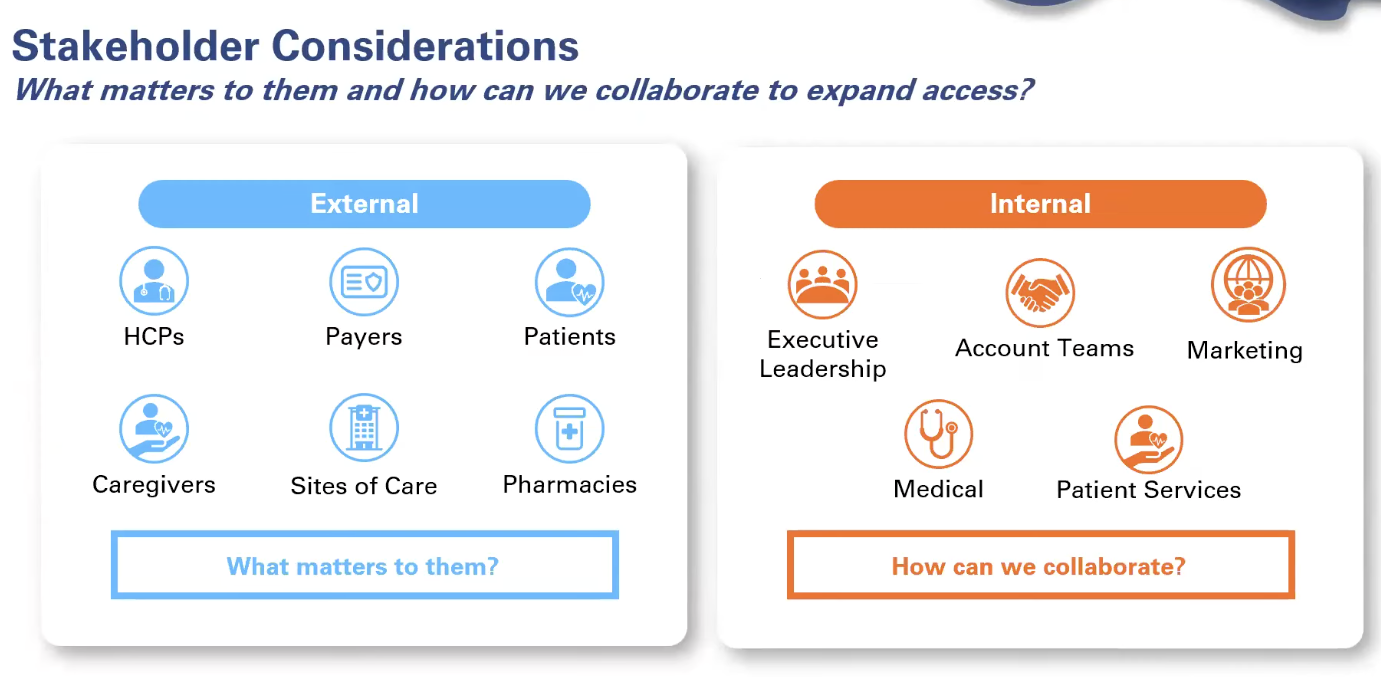 Stakeholder Considerations
What matters to them and how can we collaborate to expand access?
External
HCPs
Payers
Patients
Caregivers
Sites of Care
Pharmacies
What matters to them?
Internal
Executive
Leadership
Account Teams
Marketing
Medical
Patient Services
How can we collaborate?